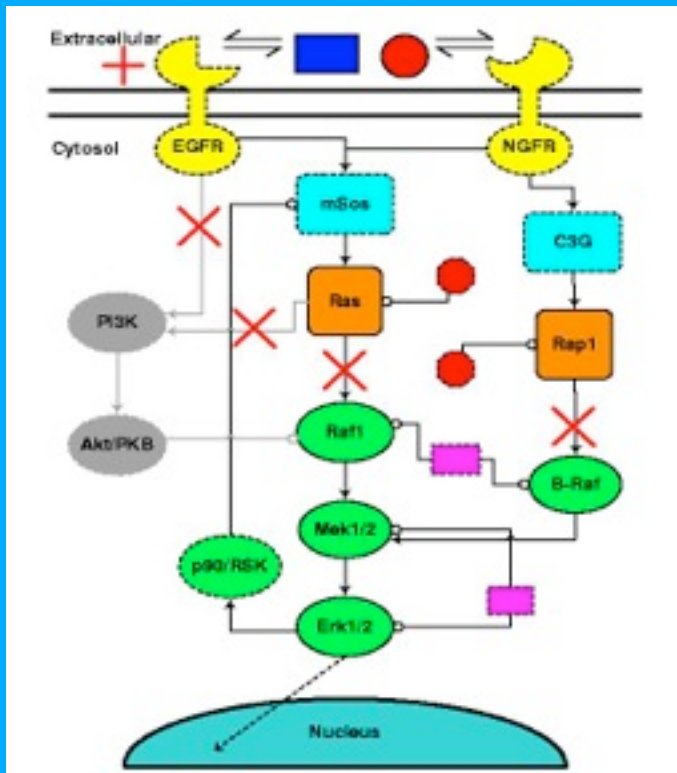 Extracellular
Cytosol
EGFR
NGFR
mSos
C3G
Ras
Rap1
PI3K
Akt/PKB
Raf1
B-Raf
Mek1/2
p90/RSK
Erk1/2
Nucleus